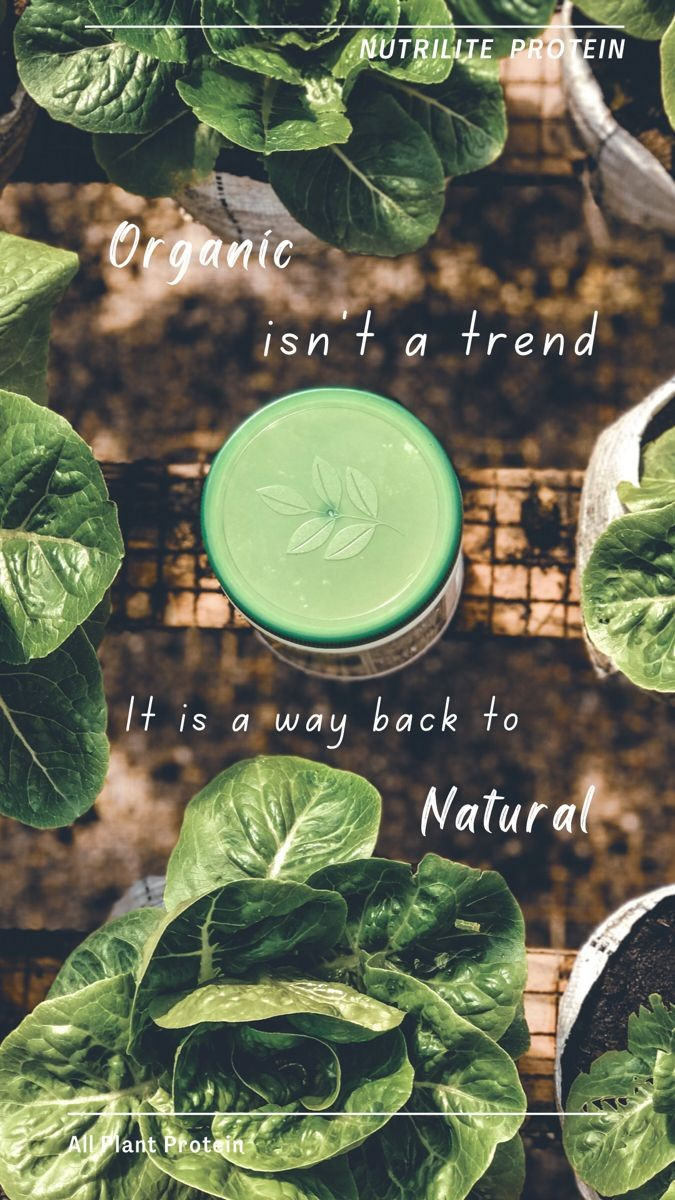 NUTRILITE PROTEIN
Organic
isn't a trend
It is a way back to
Natural
All Plant Protein